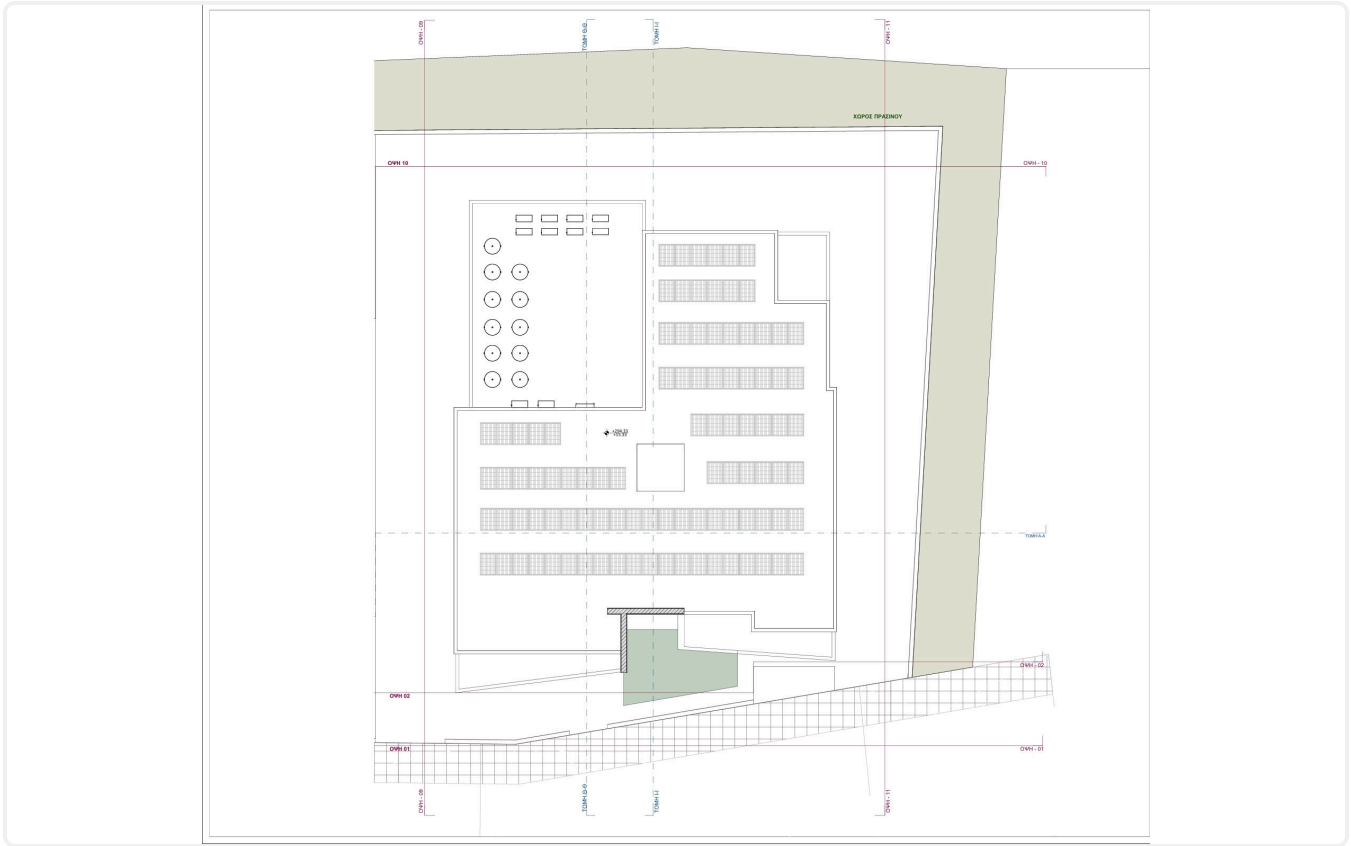 ΟΨΗ - 09
ΤΟΜΗ Θ-Θ
ΤΟΜΗ Ι-Ι
ΟΨΗ - 11
ΧΩΡΟΣ ΠΡΑΣΙΝΟΥ
ΟΨΗ 10
ΟΨΗ - 10
ΤΟΜΗ Α-Α
ΟΨΗ - 02
ΟΨΗ 02
ΟΨΗ 01
ΟΨΗ - 01
ΟΨΗ - 09
ΤΟΜΗ Θ-Θ
ΤΟΜΗ Ι-Ι
ΟΨΗ - 11